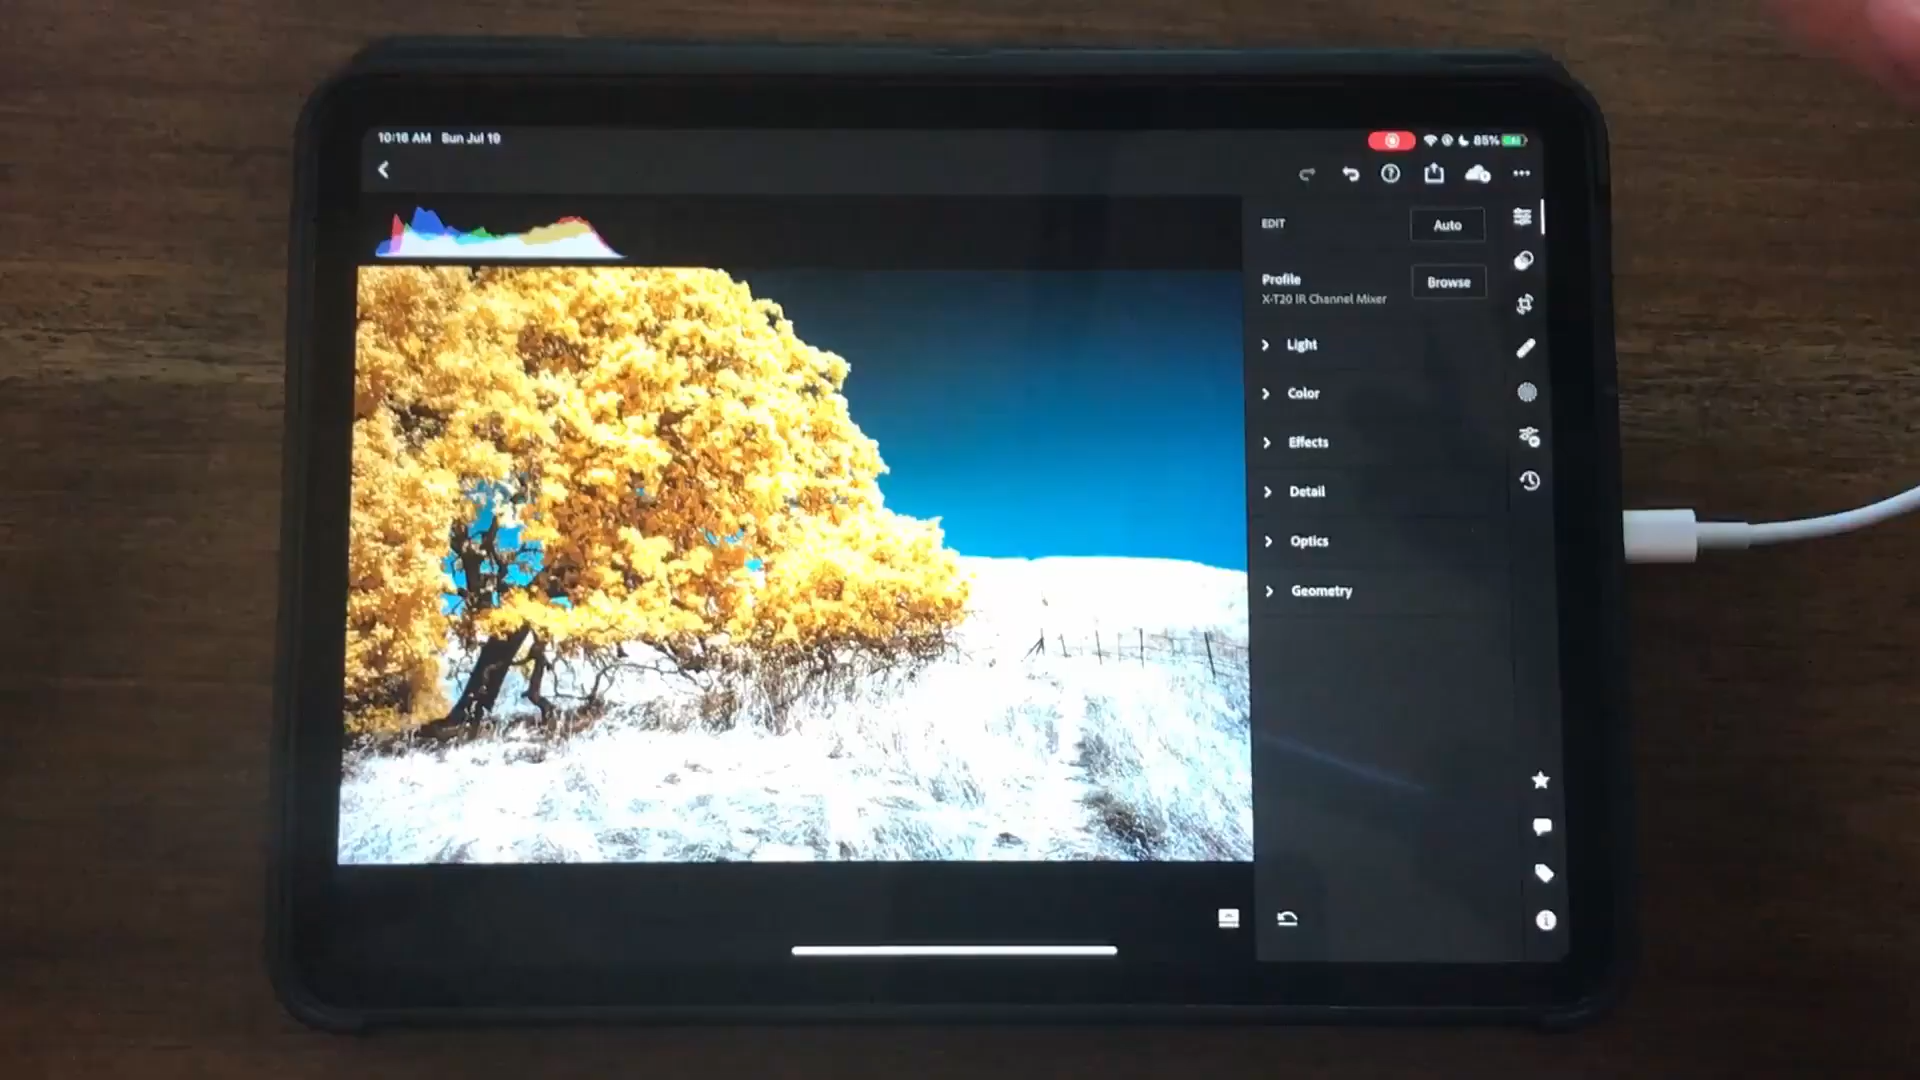 10:16 AM Sun Jul 19
85%
EDIT
Auto
Profile
X-T20 IR Channel Mixer
Browse
Light
Color
Effects
Detail
Optics
Geometry